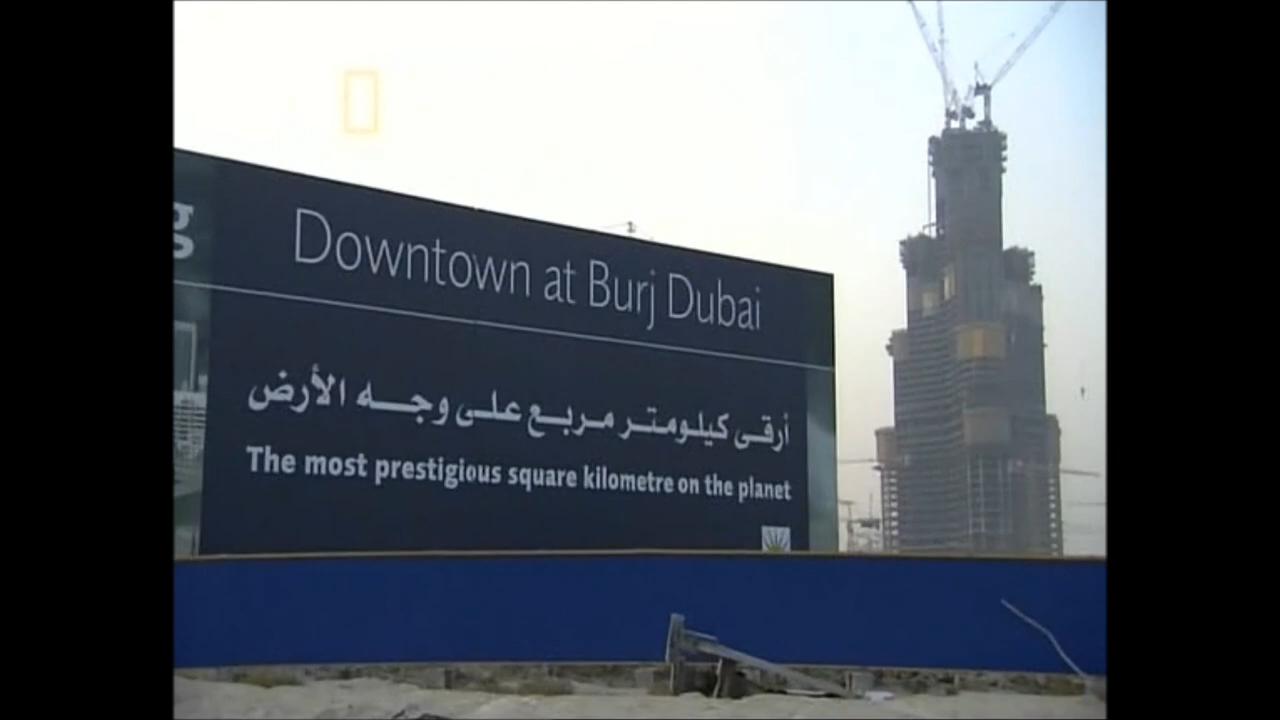 g
Downtown at Burj Dubai
أرقى كيلومتر مربع على وجه الأرض
The most prestigious square kilometre on the planet